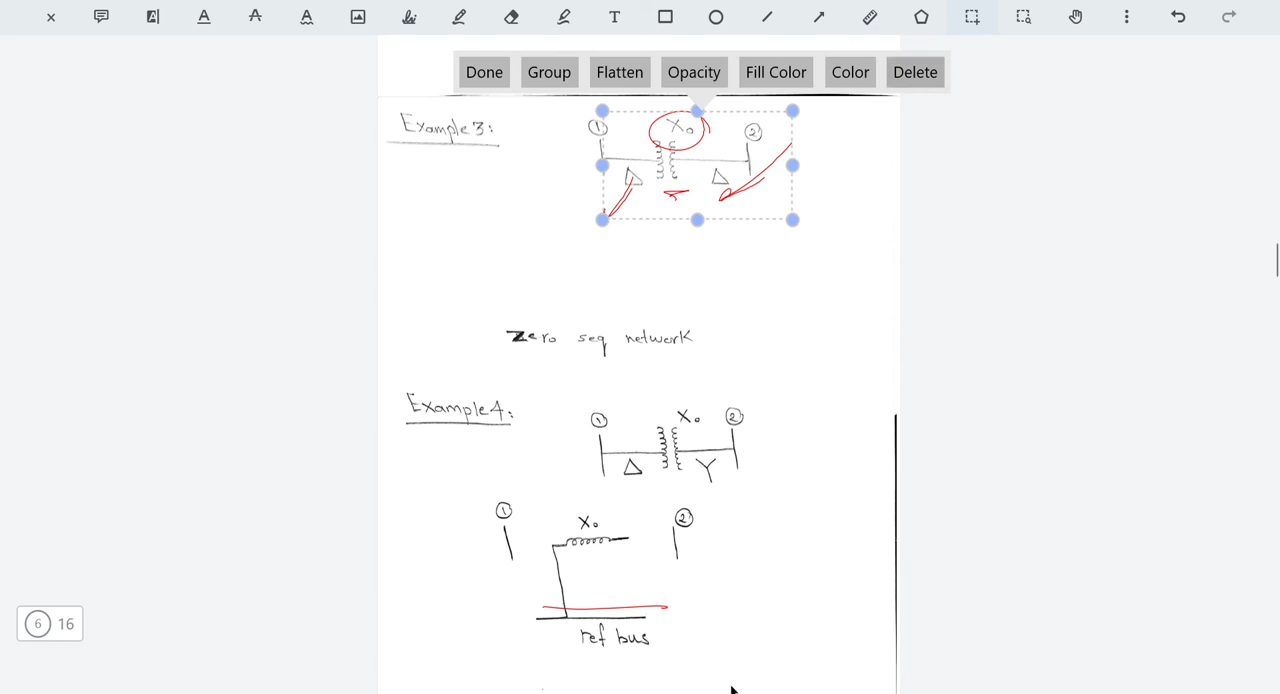 Done Group Flatten Opacity Fill Color Color Delete
Example 3:
① X₀ ②
Δ Δ
Zero seq network
Example 4:
① X₀ ②
Δ Y
① X₀ ②
ref bus
6 16